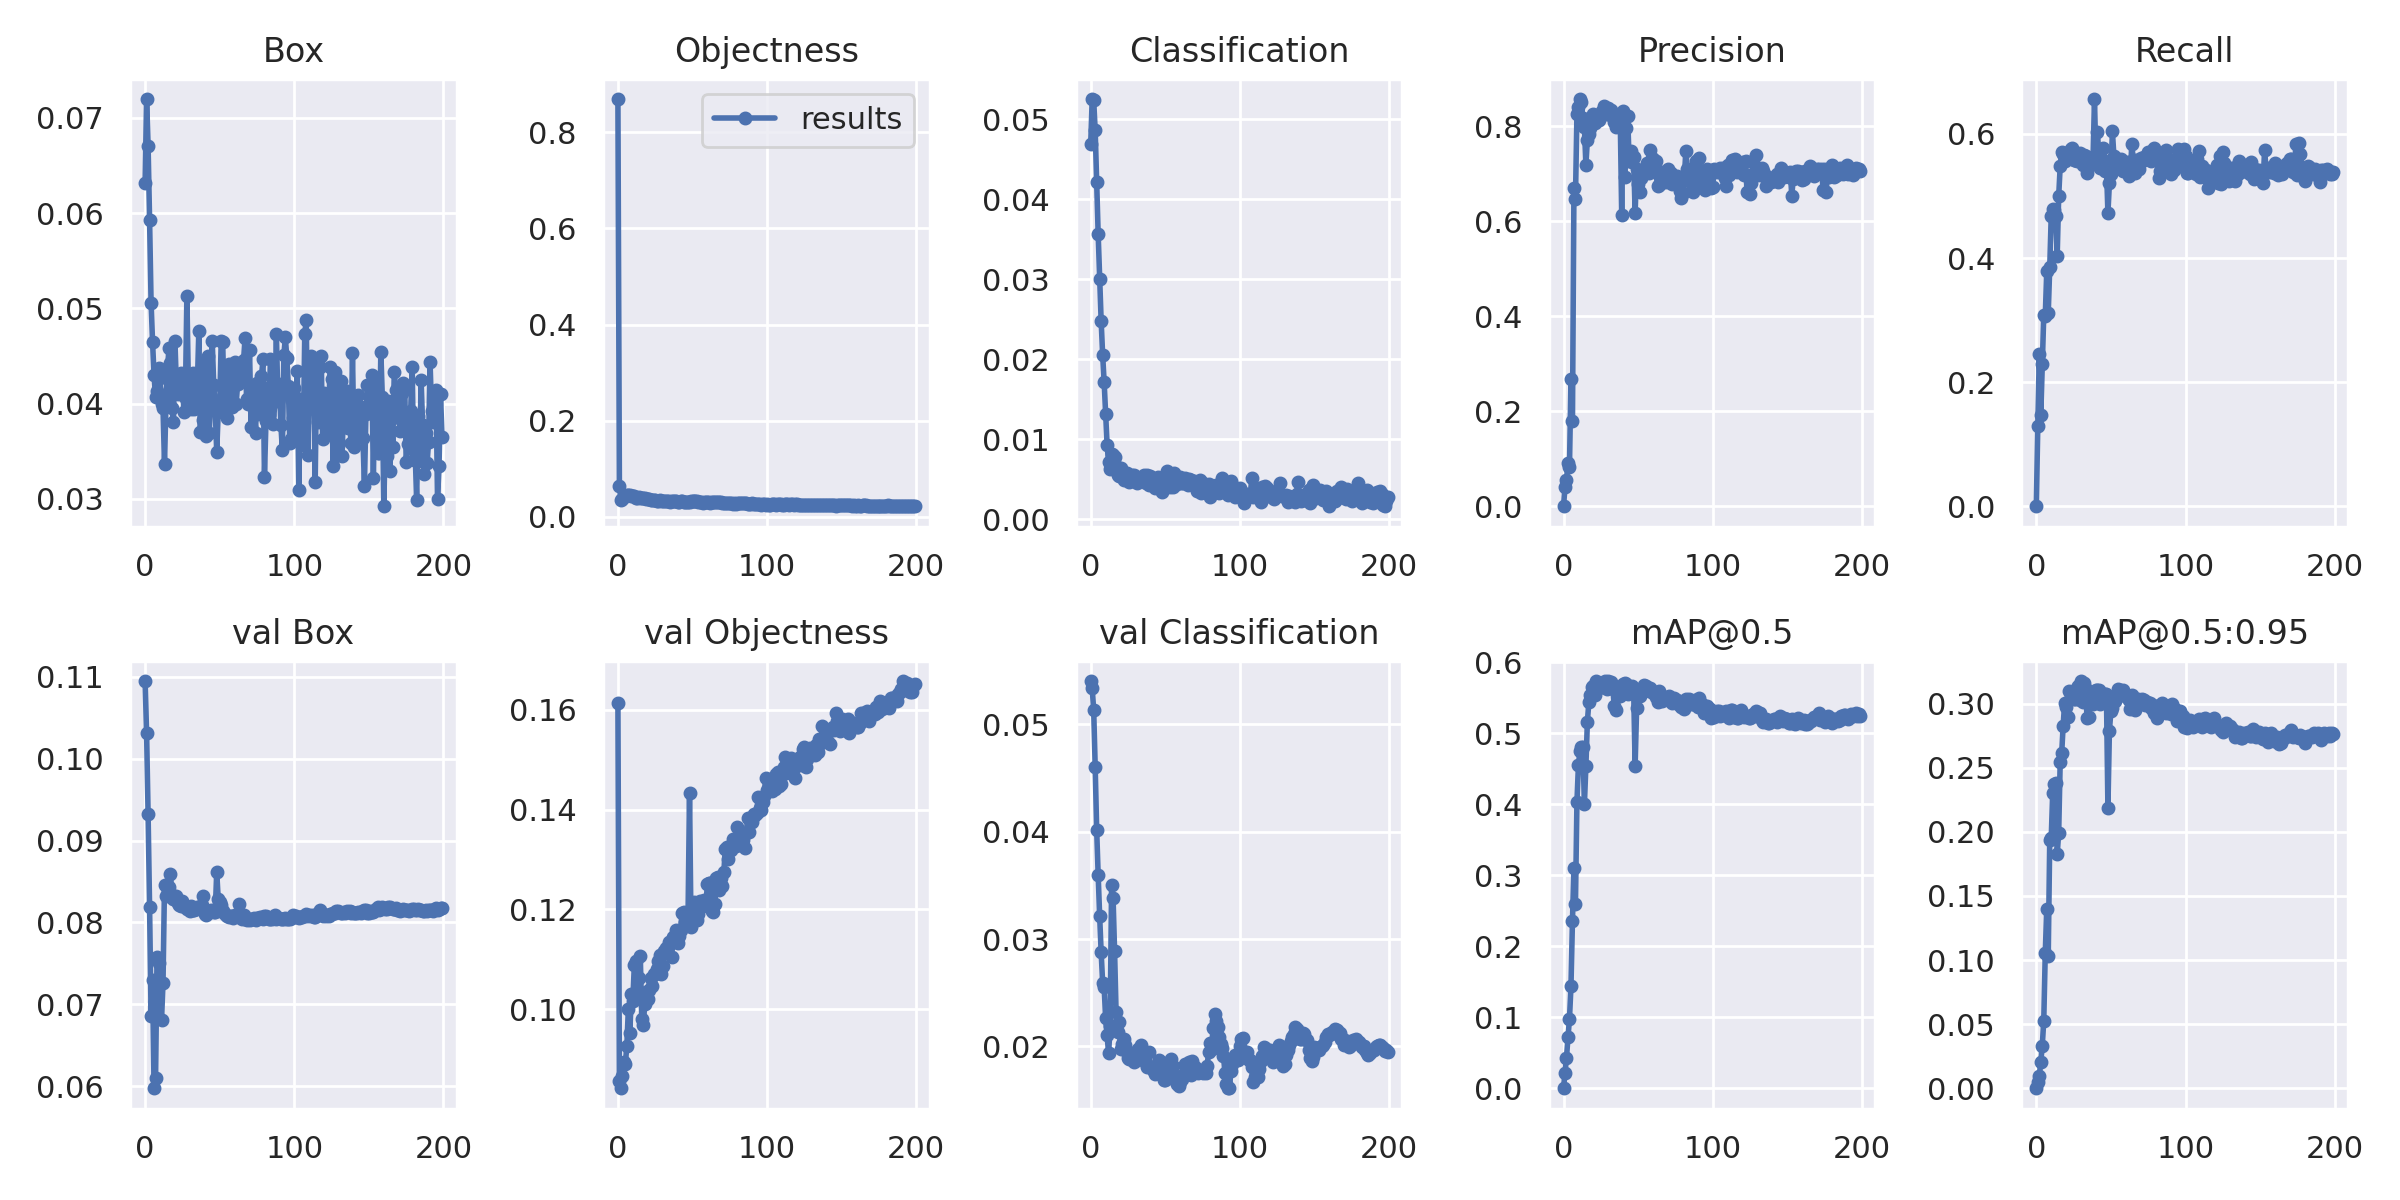 Box
Objectness
Classification
Precision
Recall
results
0.07
0.06
0.05
0.04
0.03
0 100 200
0.8
0.6
0.4
0.2
0.0
0 100 200
0.05
0.04
0.03
0.02
0.01
0.00
0 100 200
0.8
0.6
0.4
0.2
0.0
0 100 200
0.6
0.4
0.2
0.0
0 100 200
val Box
val Objectness
val Classification
mAP@0.5
mAP@0.5:0.95
0.11
0.10
0.09
0.08
0.07
0.06
0 100 200
0.16
0.14
0.12
0.10
0 100 200
0.05
0.04
0.03
0.02
0 100 200
0.6
0.5
0.4
0.3
0.2
0.1
0.0
0 100 200
0.30
0.25
0.20
0.15
0.10
0.05
0.00
0 100 200